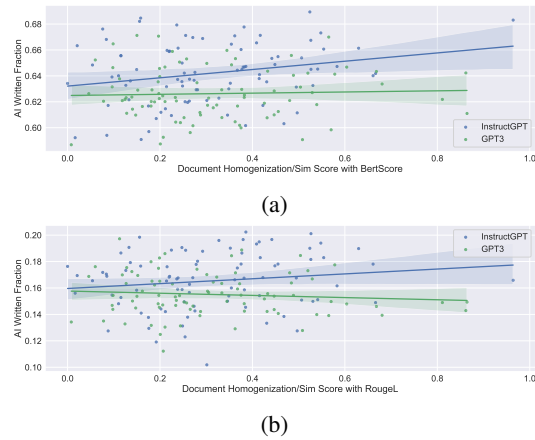 AI Written Fraction
0.68
0.66
0.64
0.62
0.60
0.0
0.2
0.4
0.6
0.8
1.0
InstructGPT
GPT3
Document Homogenization/Sim Score with BertScore
(a)
AI Written Fraction
0.20
0.18
0.16
0.14
0.12
0.10
0.0
0.2
0.4
0.6
0.8
1.0
InstructGPT
GPT3
Document Homogenization/Sim Score with RougeL
(b)